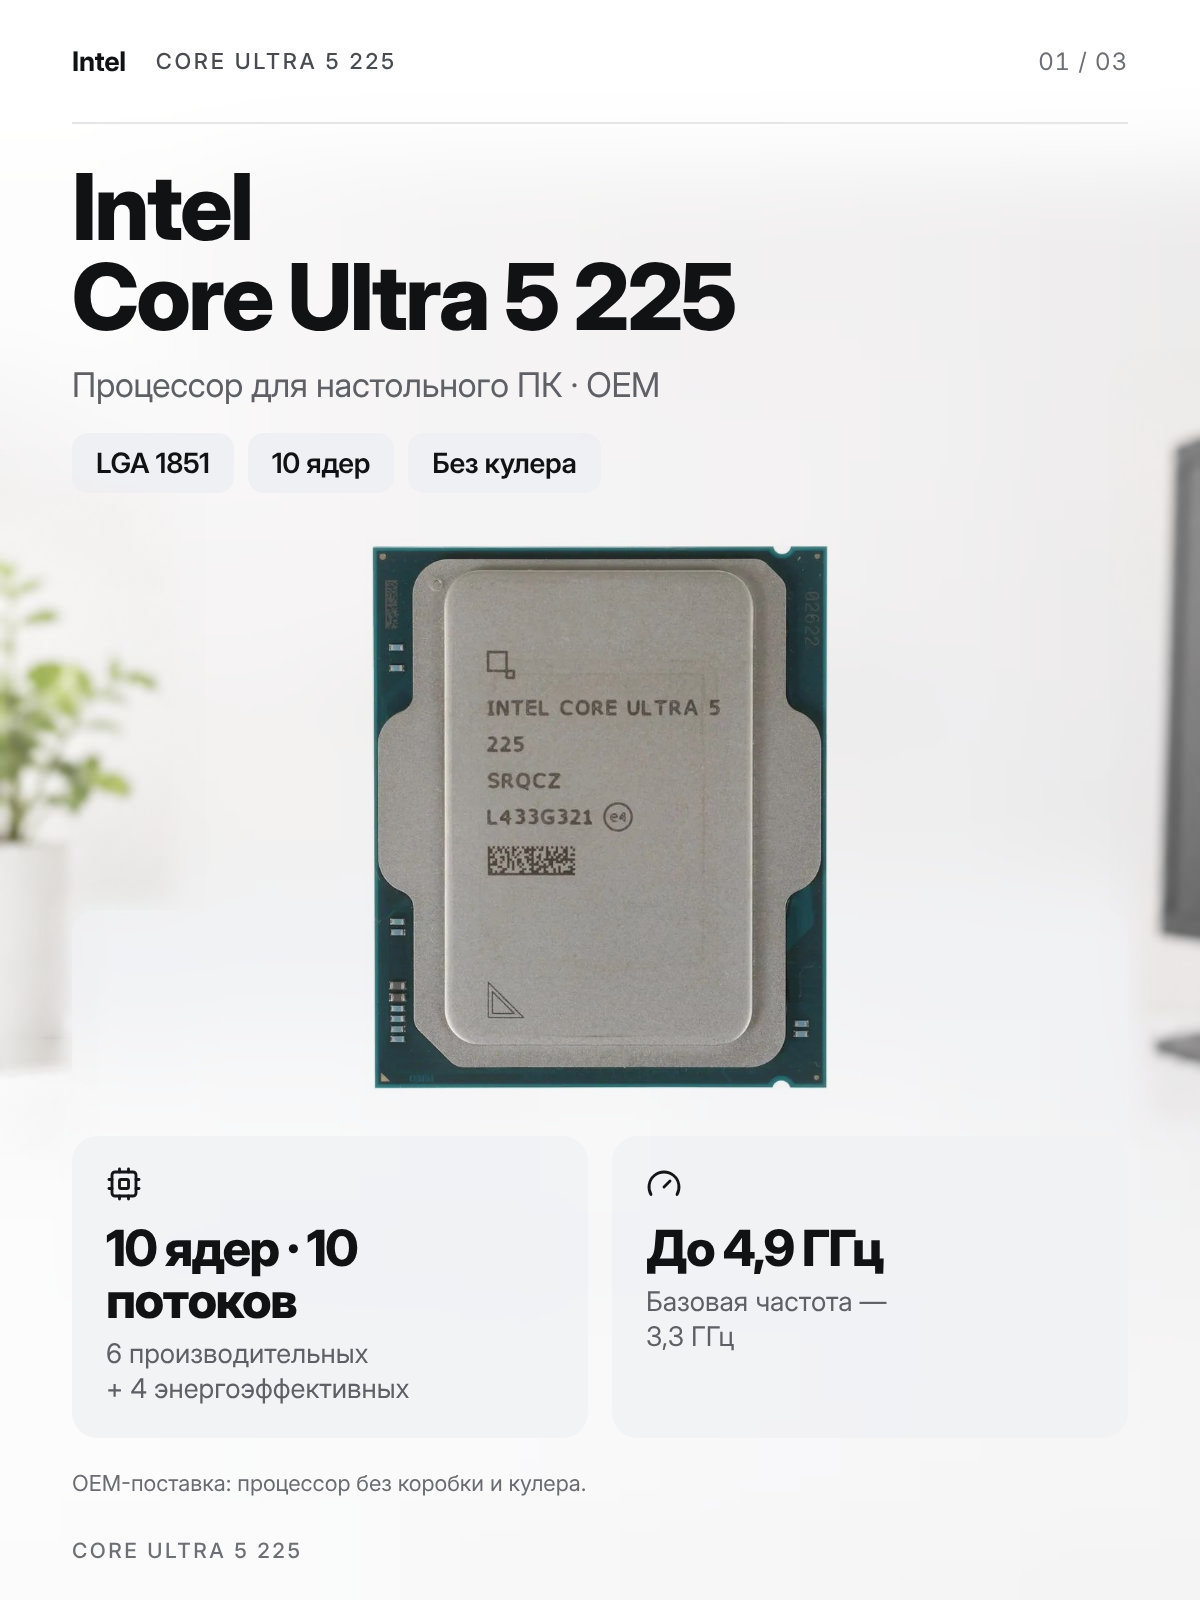 Intel CORE ULTRA 5 225 01 / 03
Intel
Core Ultra 5 225
Процессор для настольного ПК · OEM
LGA 1851 10 ядер Без кулера
02622
INTEL CORE ULTRA 5
225
SRQCZ
L433G321 e4
10 ядер · 10
потоков
6 производительных
+ 4 энергоэффективных
До 4,9 ГГц
Базовая частота —
3,3 ГГц
OEM-поставка: процессор без коробки и кулера.
CORE ULTRA 5 225